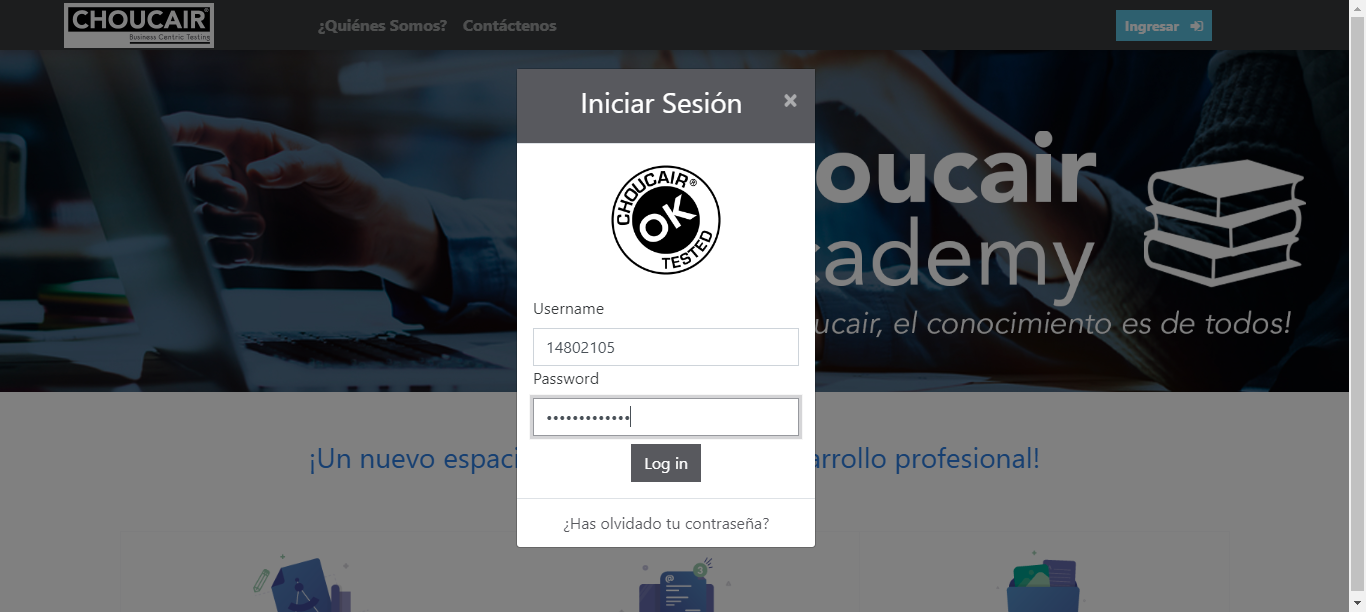 CHOUCAIR®
Business Centric Testing
¿Quiénes Somos?
Contáctenos
Ingresar
Iniciar Sesión
×
CHOUCAIR®
OK
TESTED
oucair
cademy
ucair, el conocimiento es de todos!
Username
14802105
Password
•••••••••••••
Log in
¡Un nuevo espaci
arrollo profesional!
¿Has olvidado tu contraseña?
@
3